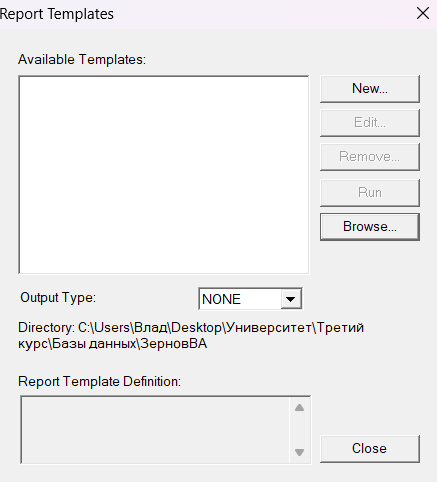 Report Templates
Available Templates:
New...
Edit...
Remove...
Run
Browse...
Output Type:
NONE
Directory: C:\Users\Влад\Desktop\Университет\Третий
курс\Базы данных\ЗерновВА
Report Template Definition:
Close